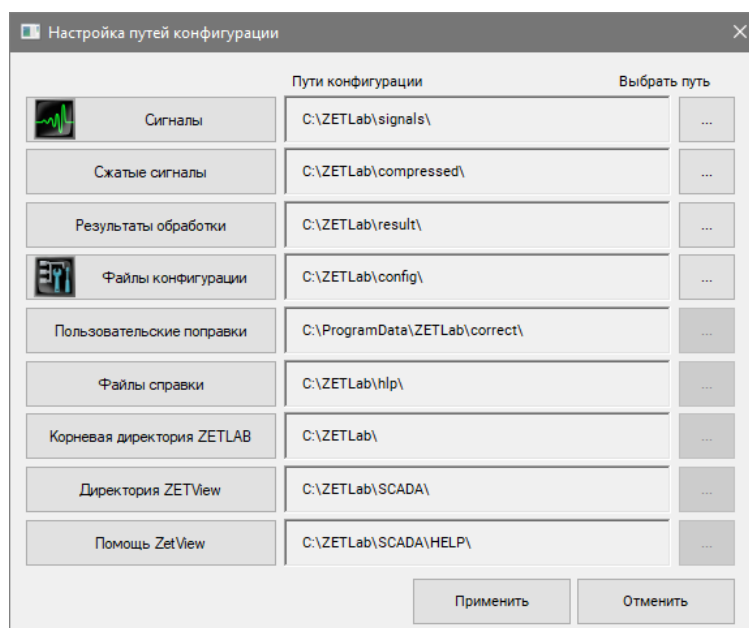 Настройка путей конфигурации
Пути конфигурации Выбрать путь
Сигналы C:\ZETLab\signals\ ...
Сжатые сигналы C:\ZETLab\compressed\ ...
Результаты обработки C:\ZETLab\result\ ...
Файлы конфигурации C:\ZETLab\config\ ...
Пользовательские поправки C:\ProgramData\ZETLab\correct\ ...
Файлы справки C:\ZETLab\hlp\ ...
Корневая директория ZETLAB C:\ZETLab\ ...
Директория ZETView C:\ZETLab\SCADA\ ...
Помощь ZetView C:\ZETLab\SCADA\HELP\ ...
Применить Отменить